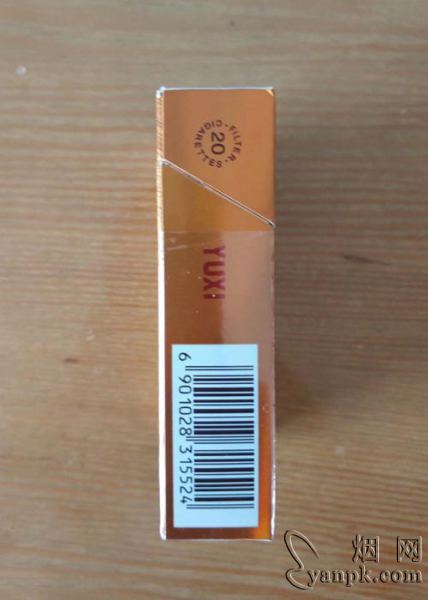 · FILTER ·
20
CIGARETTES
YUXI
6 901028 315524
烟网
yanpk.com